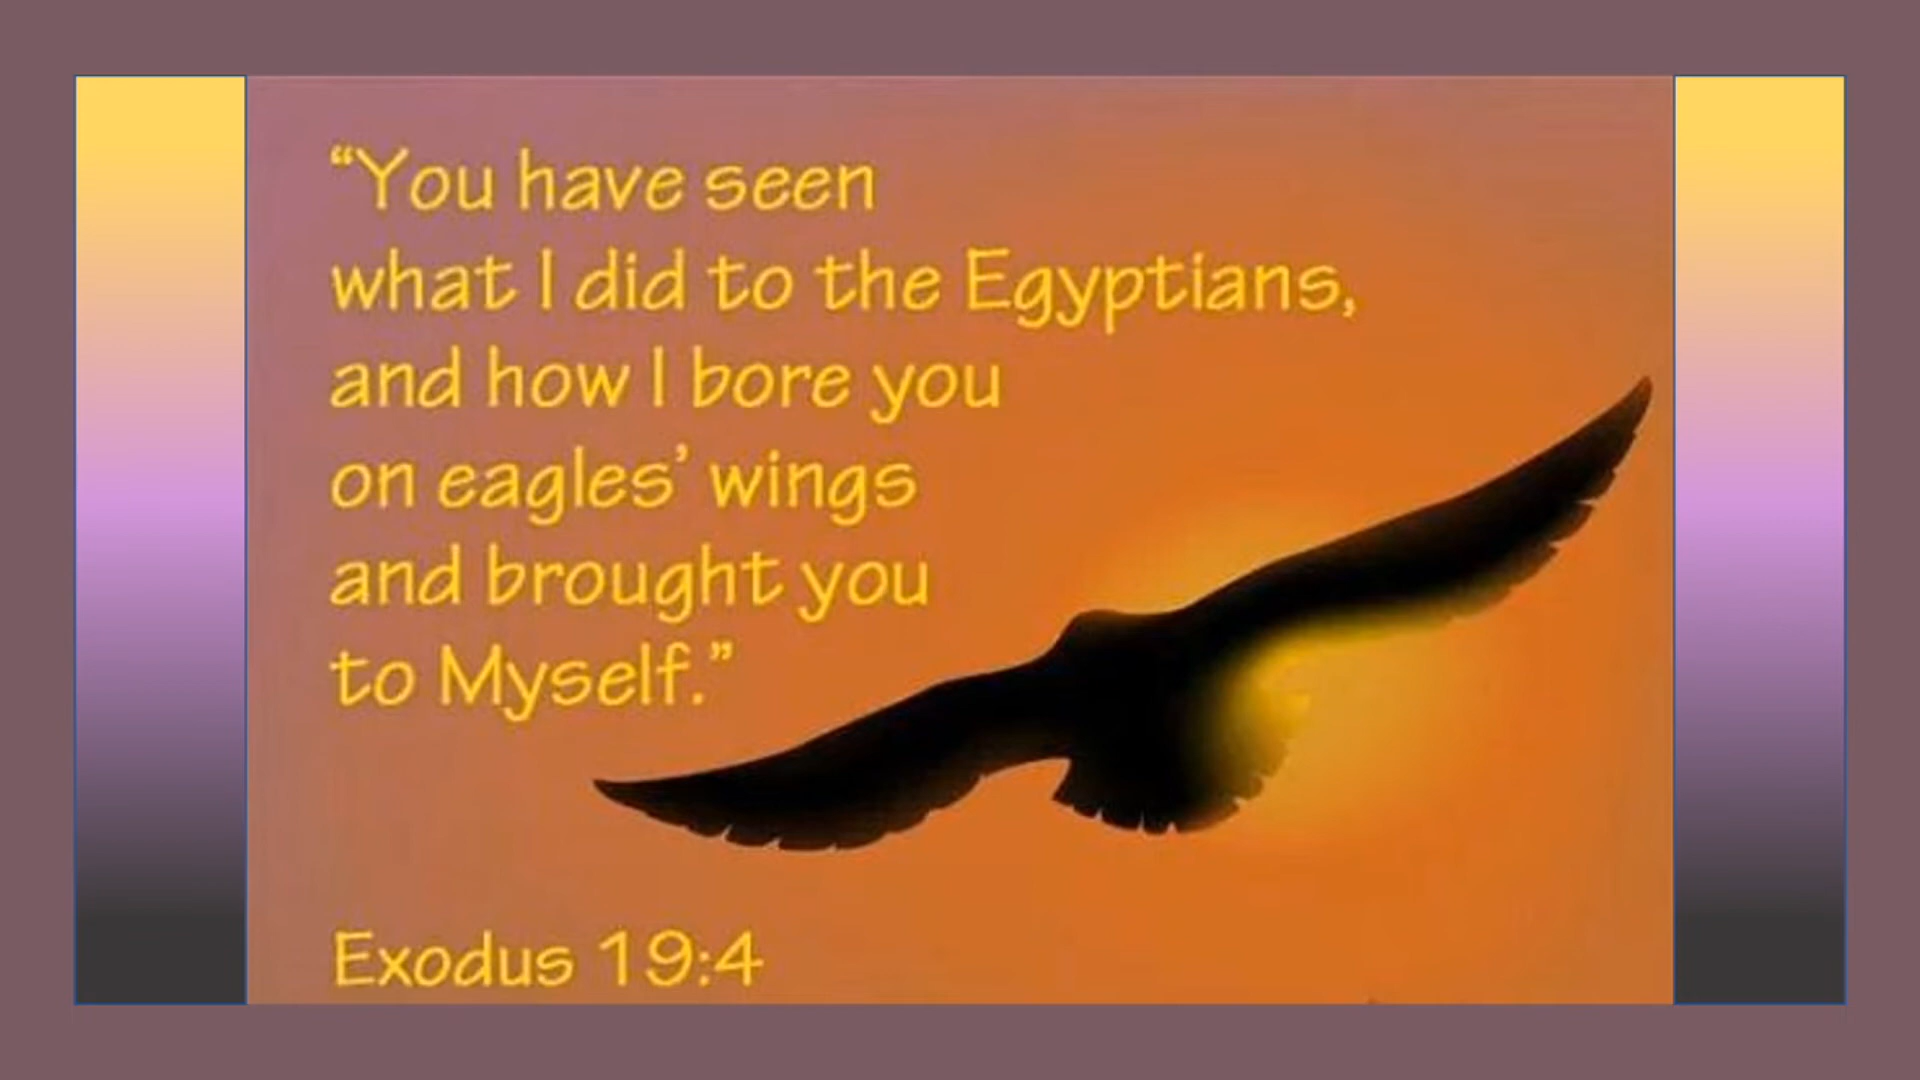 “You have seen
what I did to the Egyptians,
and how I bore you
on eagles’ wings
and brought you
to Myself.”
Exodus 19:4